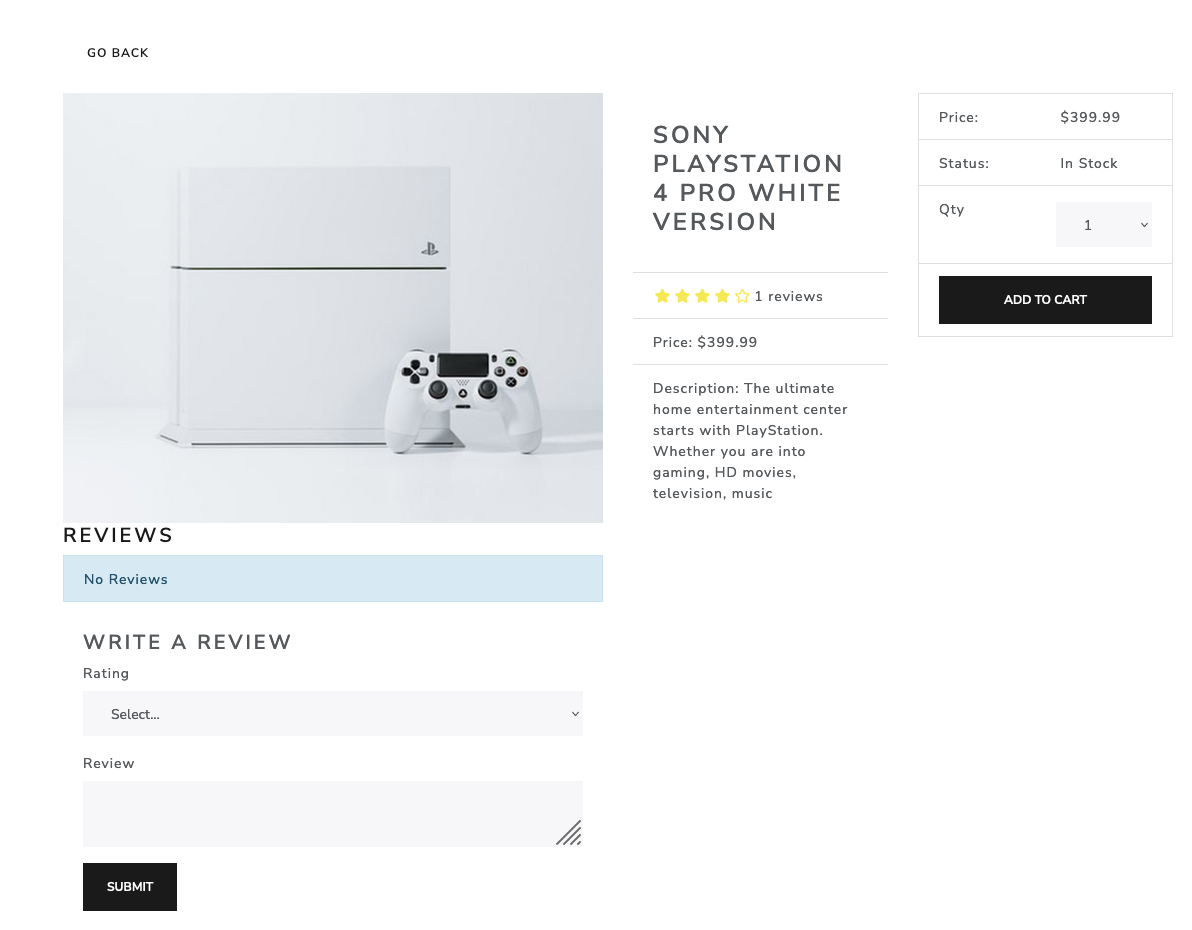 GO BACK
SONY
PLAYSTATION
4 PRO WHITE
VERSION
1 reviews
Price: $399.99
Description: The ultimate
home entertainment center
starts with PlayStation.
Whether you are into
gaming, HD movies,
television, music
Price: $399.99
Status: In Stock
Qty 1
ADD TO CART
REVIEWS
No Reviews
WRITE A REVIEW
Rating
Select...
Review
SUBMIT